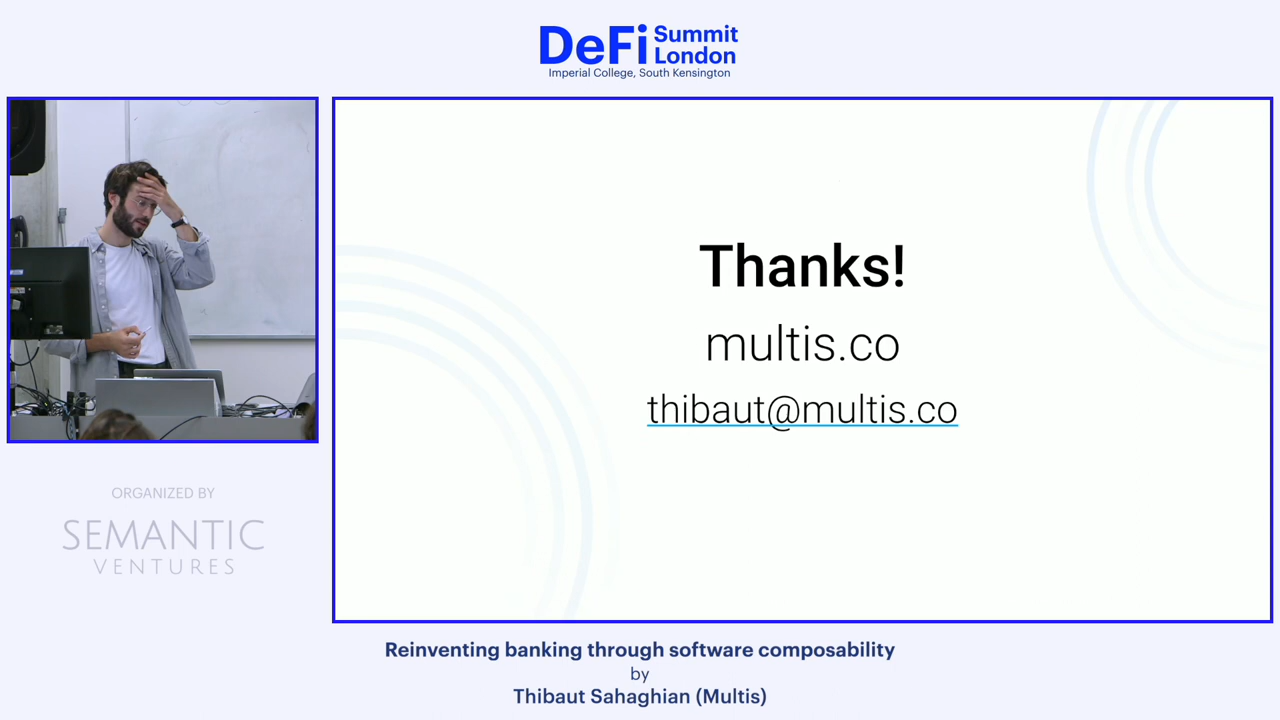 DeFi Summit
London
Imperial College, South Kensington
Thanks!
multis.co
thibaut@multis.co
ORGANIZED BY
SEMANTIC
VENTURES
Reinventing banking through software composability
by
Thibaut Sahaghian (Multis)